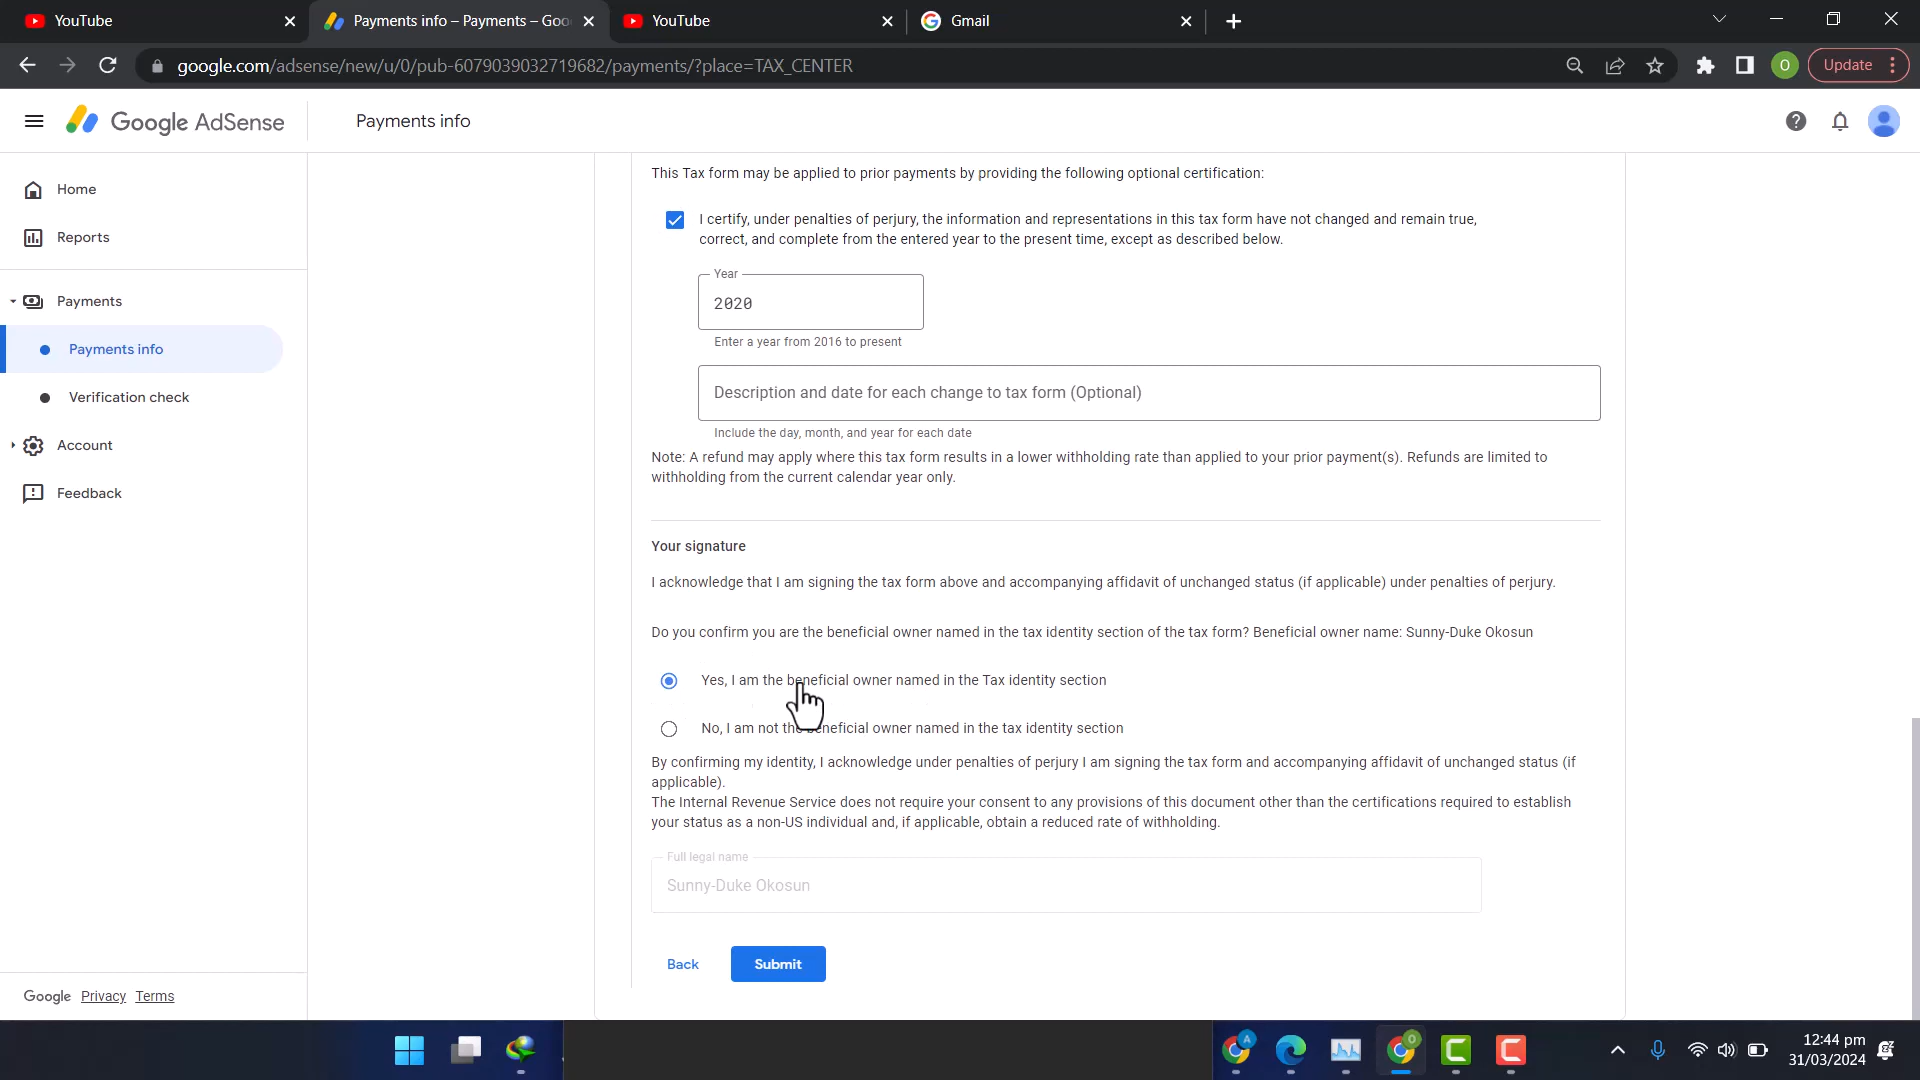 YouTube
Payments info – Payments – Goo
YouTube
Gmail
google.com/adsense/new/u/0/pub-6079039032719682/payments/?place=TAX_CENTER
O
Update
Google AdSense
Payments info
Home
Reports
Payments
Payments info
Verification check
Account
Feedback
This Tax form may be applied to prior payments by providing the following optional certification:
I certify, under penalties of perjury, the information and representations in this tax form have not changed and remain true,
correct, and complete from the entered year to the present time, except as described below.
Year
2020
Enter a year from 2016 to present
Description and date for each change to tax form (Optional)
Include the day, month, and year for each date
Note: A refund may apply where this tax form results in a lower withholding rate than applied to your prior payment(s). Refunds are limited to
withholding from the current calendar year only.
Your signature
I acknowledge that I am signing the tax form above and accompanying affidavit of unchanged status (if applicable) under penalties of perjury.
Do you confirm you are the beneficial owner named in the tax identity section of the tax form? Beneficial owner name: Sunny-Duke Okosun
Yes, I am the beneficial owner named in the Tax identity section
No, I am not the beneficial owner named in the tax identity section
By confirming my identity, I acknowledge under penalties of perjury I am signing the tax form and accompanying affidavit of unchanged status (if
applicable).
The Internal Revenue Service does not require your consent to any provisions of this document other than the certifications required to establish
your status as a non-US individual and, if applicable, obtain a reduced rate of withholding.
Full legal name
Sunny-Duke Okosun
Back
Submit
Google Privacy Terms
A
O
12:44 pm
31/03/2024